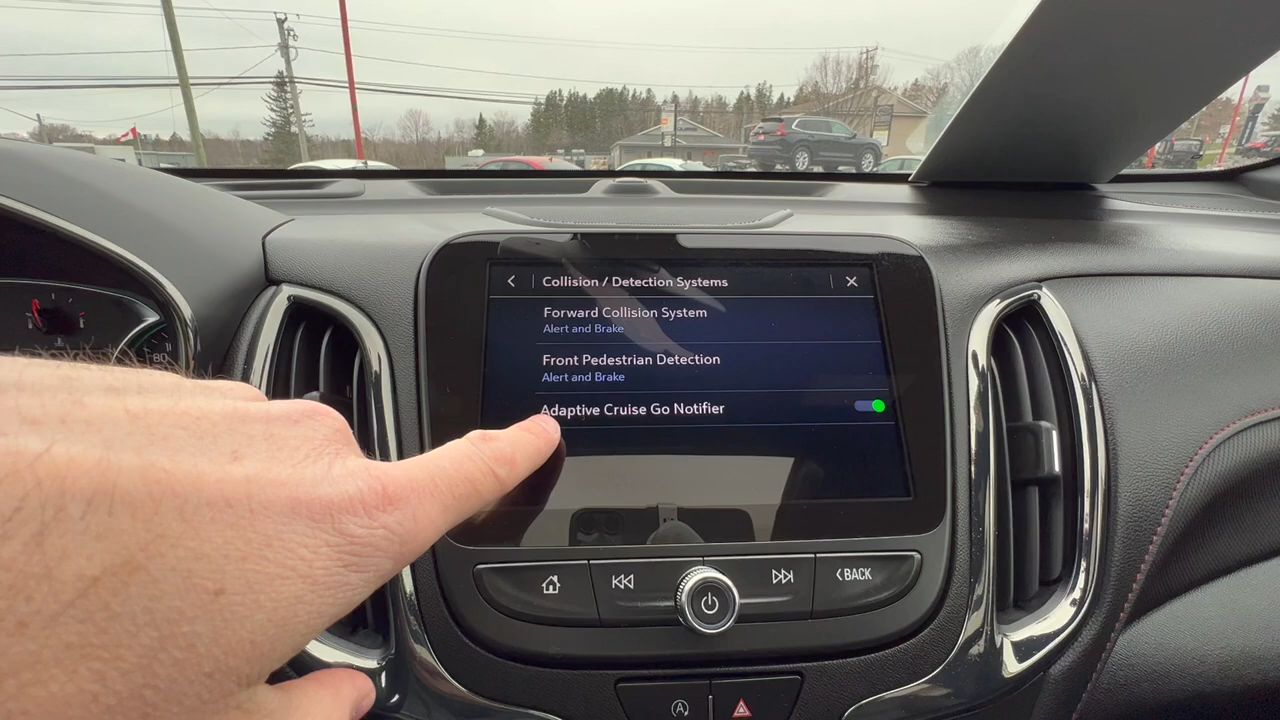 Collision / Detection Systems
Forward Collision System
Alert and Brake
Front Pedestrian Detection
Alert and Brake
Adaptive Cruise Go Notifier
80
BACK
A